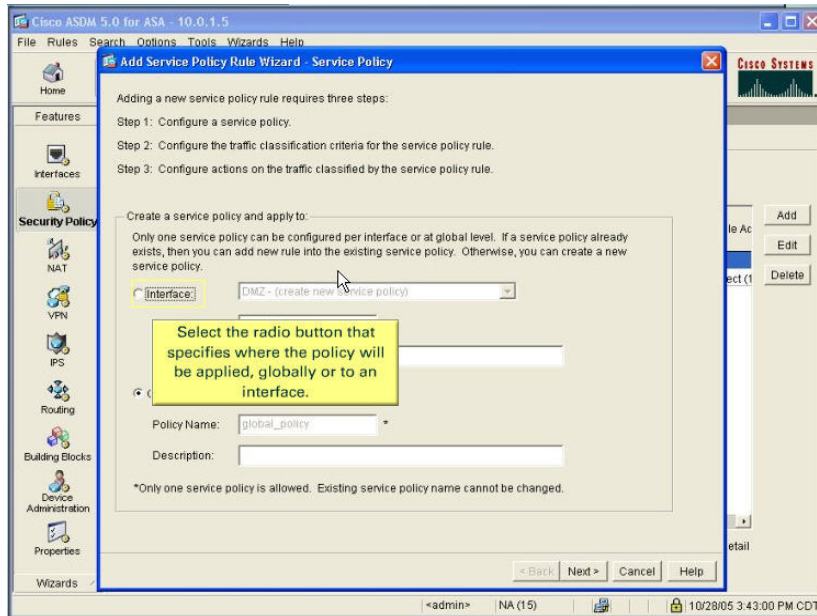 Cisco ASDM 5.0 for ASA - 10.0.1.5
File Rules Search Options Tools Wizards Help
Home
CISCO SYSTEMS
Features
Interfaces
Security Policy
NAT
VPN
IPS
Routing
Building Blocks
Device
Administration
Properties
Wizards
Add Service Policy Rule Wizard - Service Policy
Adding a new service policy rule requires three steps:
Step 1: Configure a service policy.
Step 2: Configure the traffic classification criteria for the service policy rule.
Step 3: Configure actions on the traffic classified by the service policy rule.
Create a service policy and apply to:
Only one service policy can be configured per interface or at global level. If a service policy already
exists, then you can add new rule into the existing service policy. Otherwise, you can create a new
service policy.
Interface: DMZ - (create new service policy)
Select the radio button that
specifies where the policy will
be applied, globally or to an
interface.
Policy Name: global_policy *
Description:
*Only one service policy is allowed. Existing service policy name cannot be changed.
< Back Next > Cancel Help
Add
Edit
Delete
le Ac
ect (1
etail
<admin> NA (15) 10/28/05 3:43:00 PM CDT